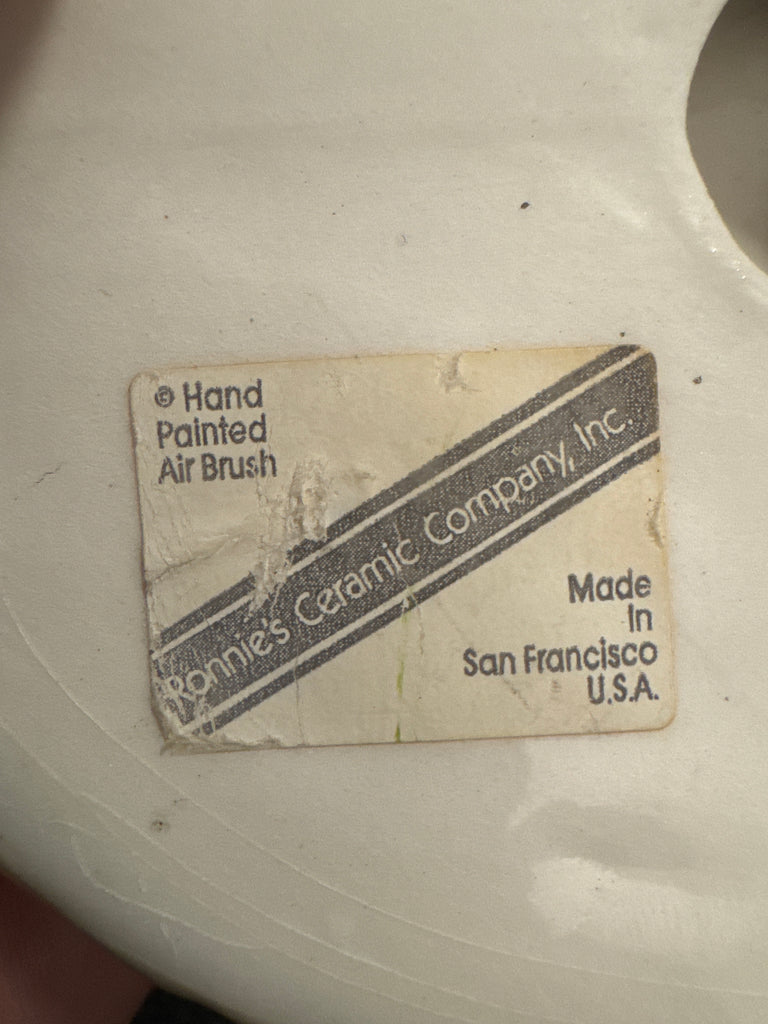 © Hand
Painted
Air Brush
Ronnie's Ceramic Company, Inc.
Made
In
San Francisco
U.S.A.